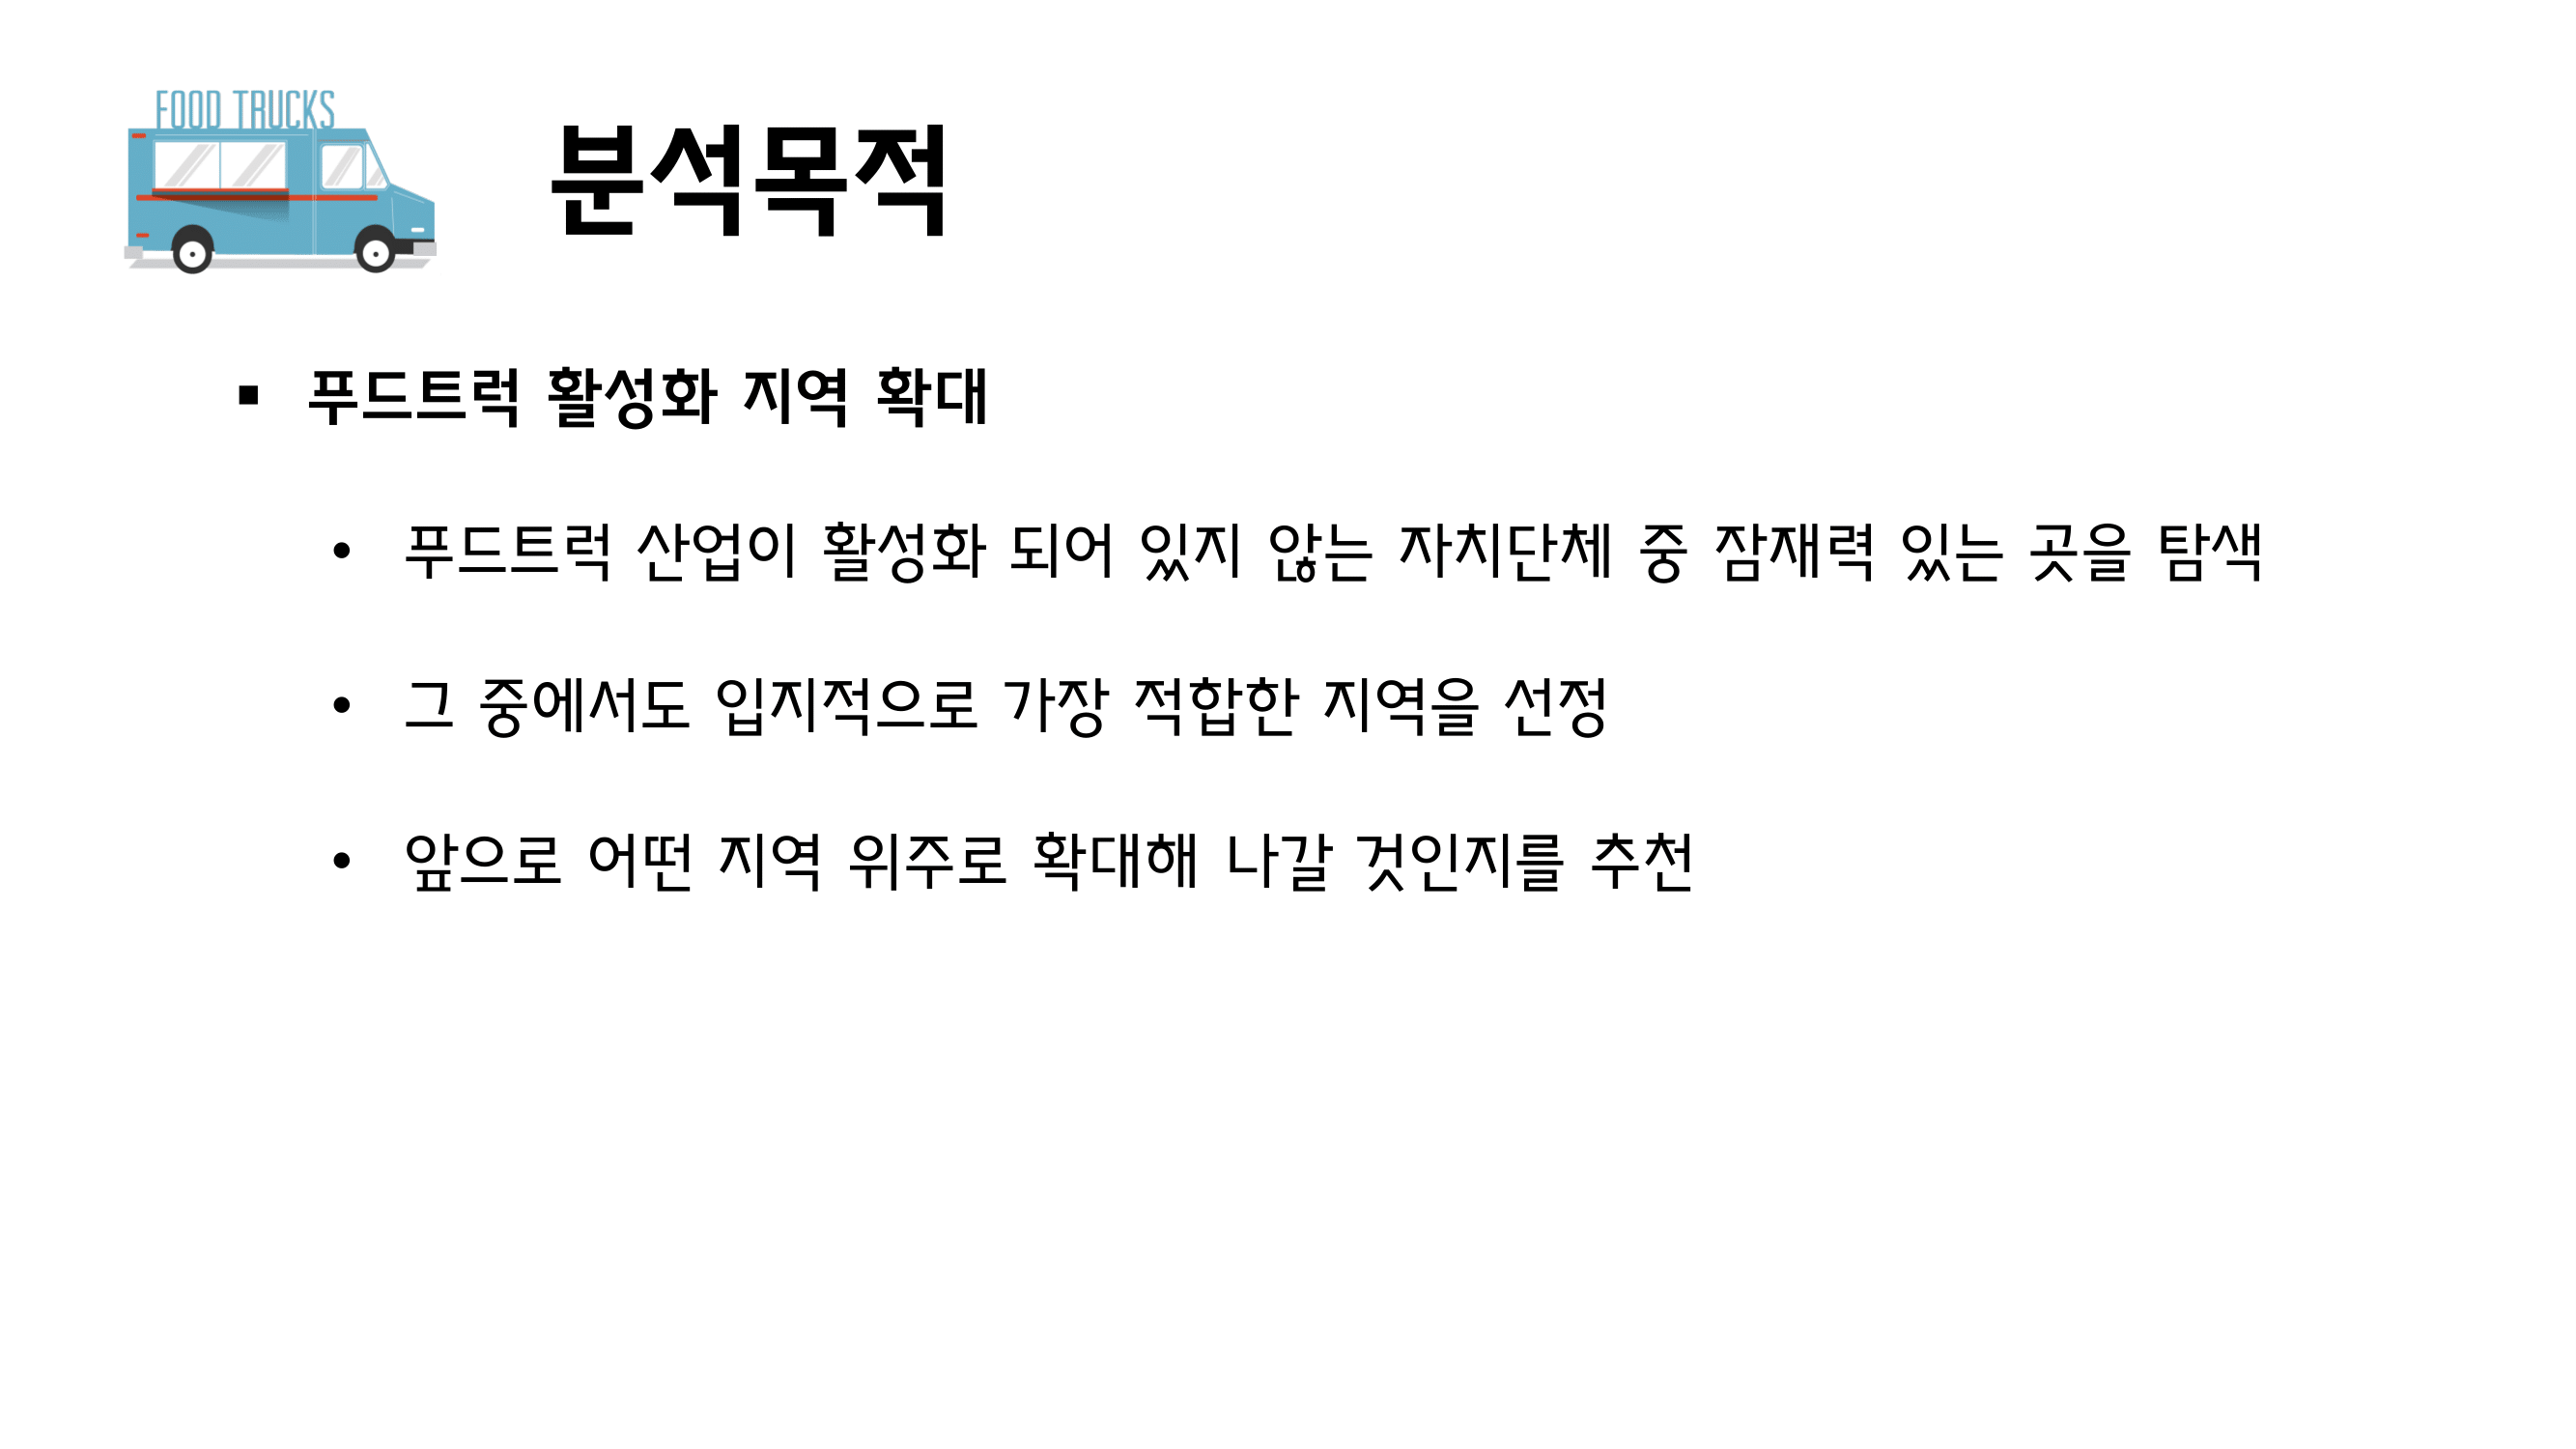 FOOD TRUCKS
분석목적
▪ 푸드트럭 활성화 지역 확대
• 푸드트럭 산업이 활성화 되어 있지 않는 자치단체 중 잠재력 있는 곳을 탐색
• 그 중에서도 입지적으로 가장 적합한 지역을 선정
• 앞으로 어떤 지역 위주로 확대해 나갈 것인지를 추천